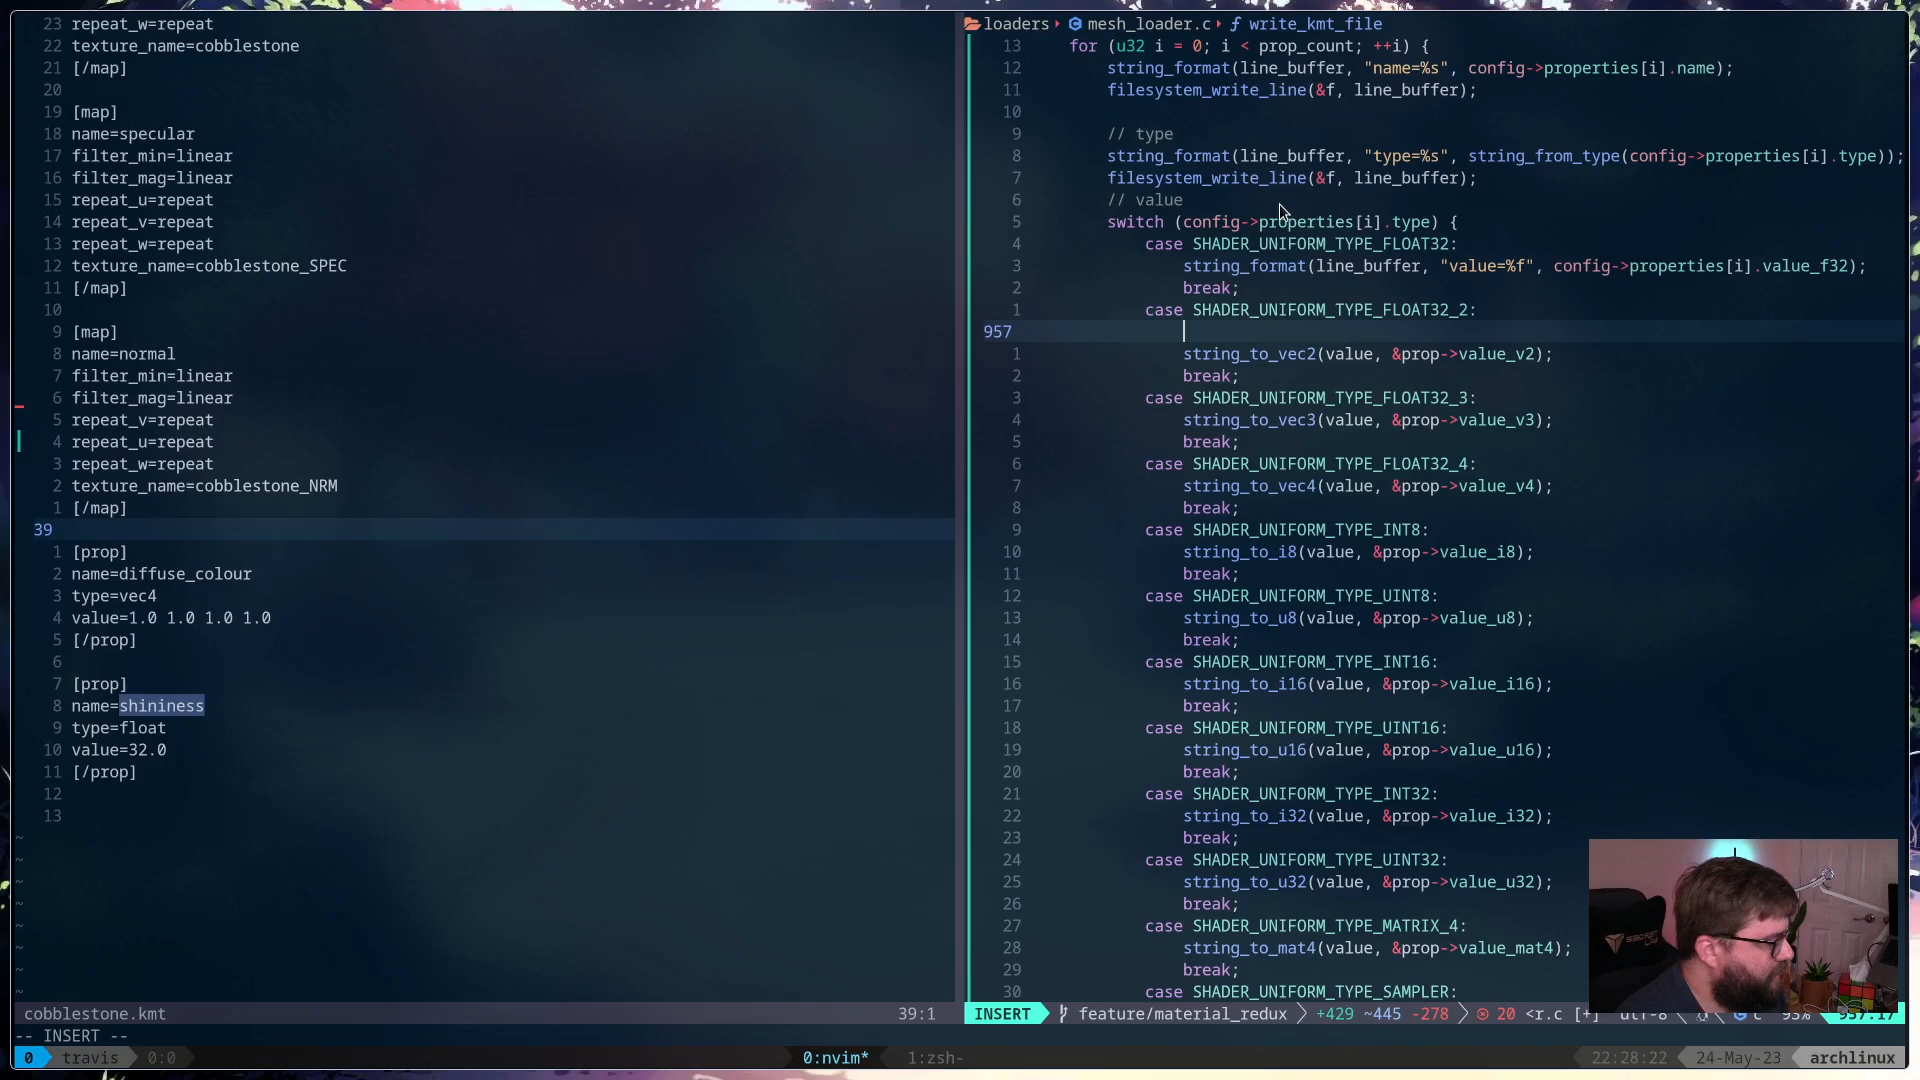 23 repeat_w=repeat
22 texture_name=cobblestone
21 [/map]
20
19 [map]
18 name=specular
17 filter_min=linear
16 filter_mag=linear
15 repeat_u=repeat
14 repeat_v=repeat
13 repeat_w=repeat
12 texture_name=cobblestone_SPEC
11 [/map]
10
9 [map]
8 name=normal
7 filter_min=linear
6 filter_mag=linear
5 repeat_v=repeat
4 repeat_u=repeat
3 repeat_w=repeat
2 texture_name=cobblestone_NRM
1 [/map]
39
1 [prop]
2 name=diffuse_colour
3 type=vec4
4 value=1.0 1.0 1.0 1.0
5 [/prop]
6
7 [prop]
8 name=shininess
9 type=float
10 value=32.0
11 [/prop]
12
13
~
~
~
~
~
~
~
~
cobblestone.kmt 39:1
loaders > mesh_loader.c > write_kmt_file
13 for (u32 i = 0; i < prop_count; ++i) {
12 string_format(line_buffer, "name=%s", config->properties[i].name);
11 filesystem_write_line(&f, line_buffer);
10
9 // type
8 string_format(line_buffer, "type=%s", string_from_type(config->properties[i].type));
7 filesystem_write_line(&f, line_buffer);
6 // value
5 switch (config->properties[i].type) {
4 case SHADER_UNIFORM_TYPE_FLOAT32:
3 string_format(line_buffer, "value=%f", config->properties[i].value_f32);
2 break;
1 case SHADER_UNIFORM_TYPE_FLOAT32_2:
957
1 string_to_vec2(value, &prop->value_v2);
2 break;
3 case SHADER_UNIFORM_TYPE_FLOAT32_3:
4 string_to_vec3(value, &prop->value_v3);
5 break;
6 case SHADER_UNIFORM_TYPE_FLOAT32_4:
7 string_to_vec4(value, &prop->value_v4);
8 break;
9 case SHADER_UNIFORM_TYPE_INT8:
10 string_to_i8(value, &prop->value_i8);
11 break;
12 case SHADER_UNIFORM_TYPE_UINT8:
13 string_to_u8(value, &prop->value_u8);
14 break;
15 case SHADER_UNIFORM_TYPE_INT16:
16 string_to_i16(value, &prop->value_i16);
17 break;
18 case SHADER_UNIFORM_TYPE_UINT16:
19 string_to_u16(value, &prop->value_u16);
20 break;
21 case SHADER_UNIFORM_TYPE_INT32:
22 string_to_i32(value, &prop->value_i32);
23 break;
24 case SHADER_UNIFORM_TYPE_UINT32:
25 string_to_u32(value, &prop->value_u32);
26 break;
27 case SHADER_UNIFORM_TYPE_MATRIX_4:
28 string_to_mat4(value, &prop->value_mat4);
29 break;
30 case SHADER_UNIFORM_TYPE_SAMPLER:
INSERT feature/material_redux +429 ~445 -278 20 <r.c [+]
-- INSERT --
0 travis 0:0 0:nvim* 1:zsh- 22:28:22 24-May-23 archlinux